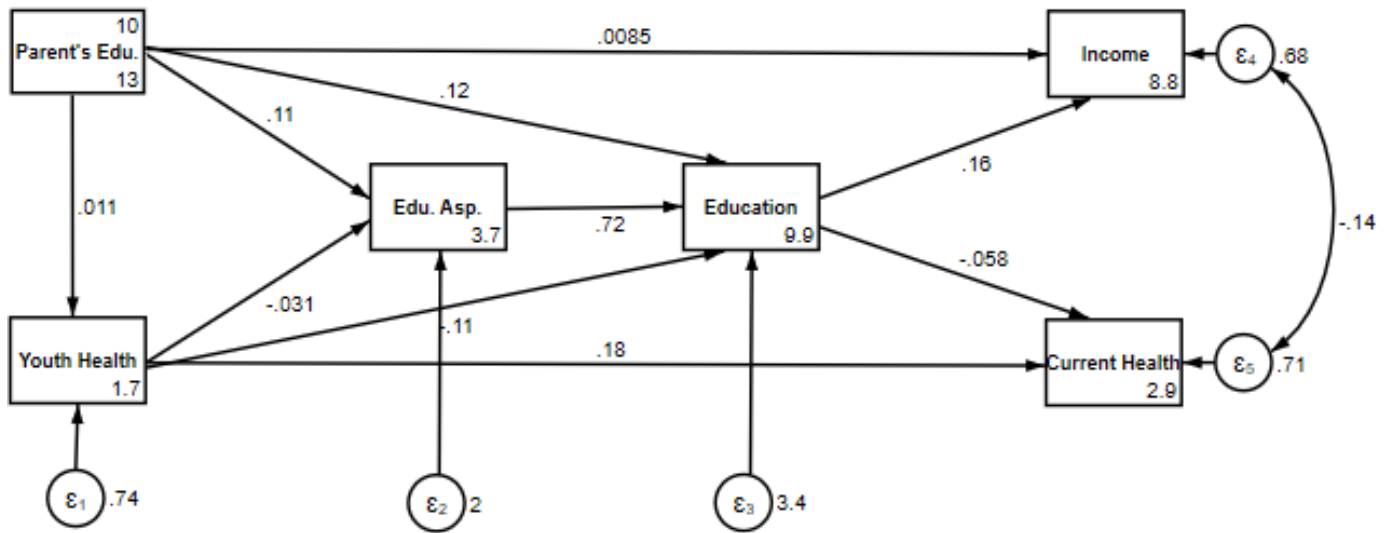 10
Parent's Edu.
13
.0085
Income
8.8
ε₄
.68
.12
.11
.16
.011
Edu. Asp.
3.7
.72
Education
9.9
-.14
-.058
-.031
-.11
Youth Health
1.7
.18
Current Health
2.9
ε₅
.71
ε₁
.74
ε₂
2
ε₃
3.4